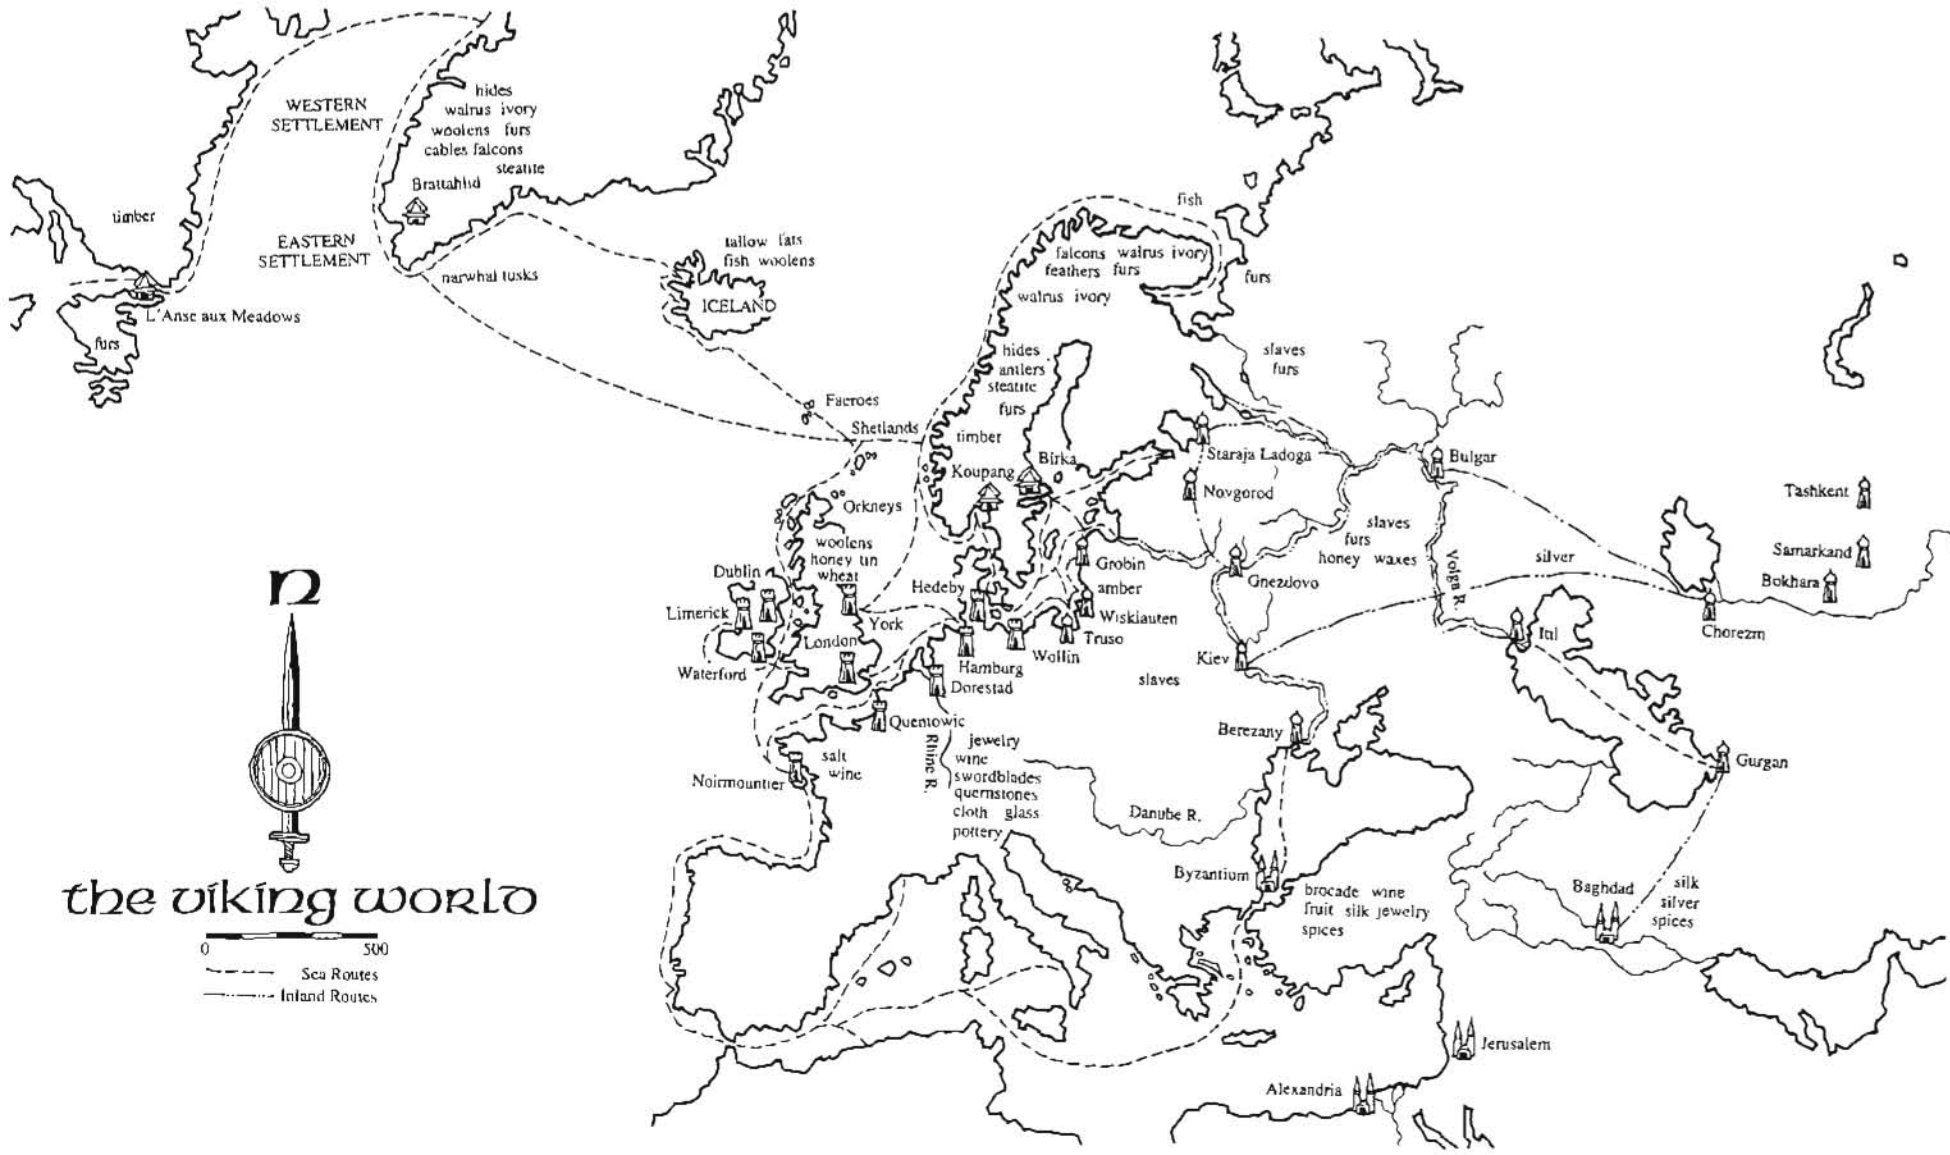 WESTERN
SETTLEMENT
hides
walrus ivory
woolens furs
cables falcons
steatite
Brattahlid
timber
EASTERN
SETTLEMENT
narwhal tusks
L'Anse aux Meadows
furs
tallow fats
fish woolens
ICELAND
Faeroes
Shetlands
Orkneys
fish
falcons walrus ivory
feathers furs
walrus ivory
furs
hides
antlers
steatite
furs
timber
Koupang
Birka
slaves
furs
Staraja Ladoga
Novgorod
Bulgar
Tashkent
Samarkand
Bokhara
Chorezm
slaves
furs
honey waxes
Volga R.
silver
woolens
honey tin
wheat
Dublin
Limerick
Waterford
London
York
Hedeby
Hamburg
Dorestad
Wollin
Truso
Wiskiauten
amber
Grobin
Gnezdovo
Kiev
slaves
Itil
Berezany
Gurgan
Quentowic
Noirmountier
salt
wine
Rhine R.
jewelry
wine
swordblades
quernstones
cloth glass
pottery
Danube R.
Byzantium
brocade wine
fruit silk jewelry
spices
Baghdad
silk
silver
spices
Jerusalem
Alexandria
N
the viking world
0 500
Sea Routes
Inland Routes